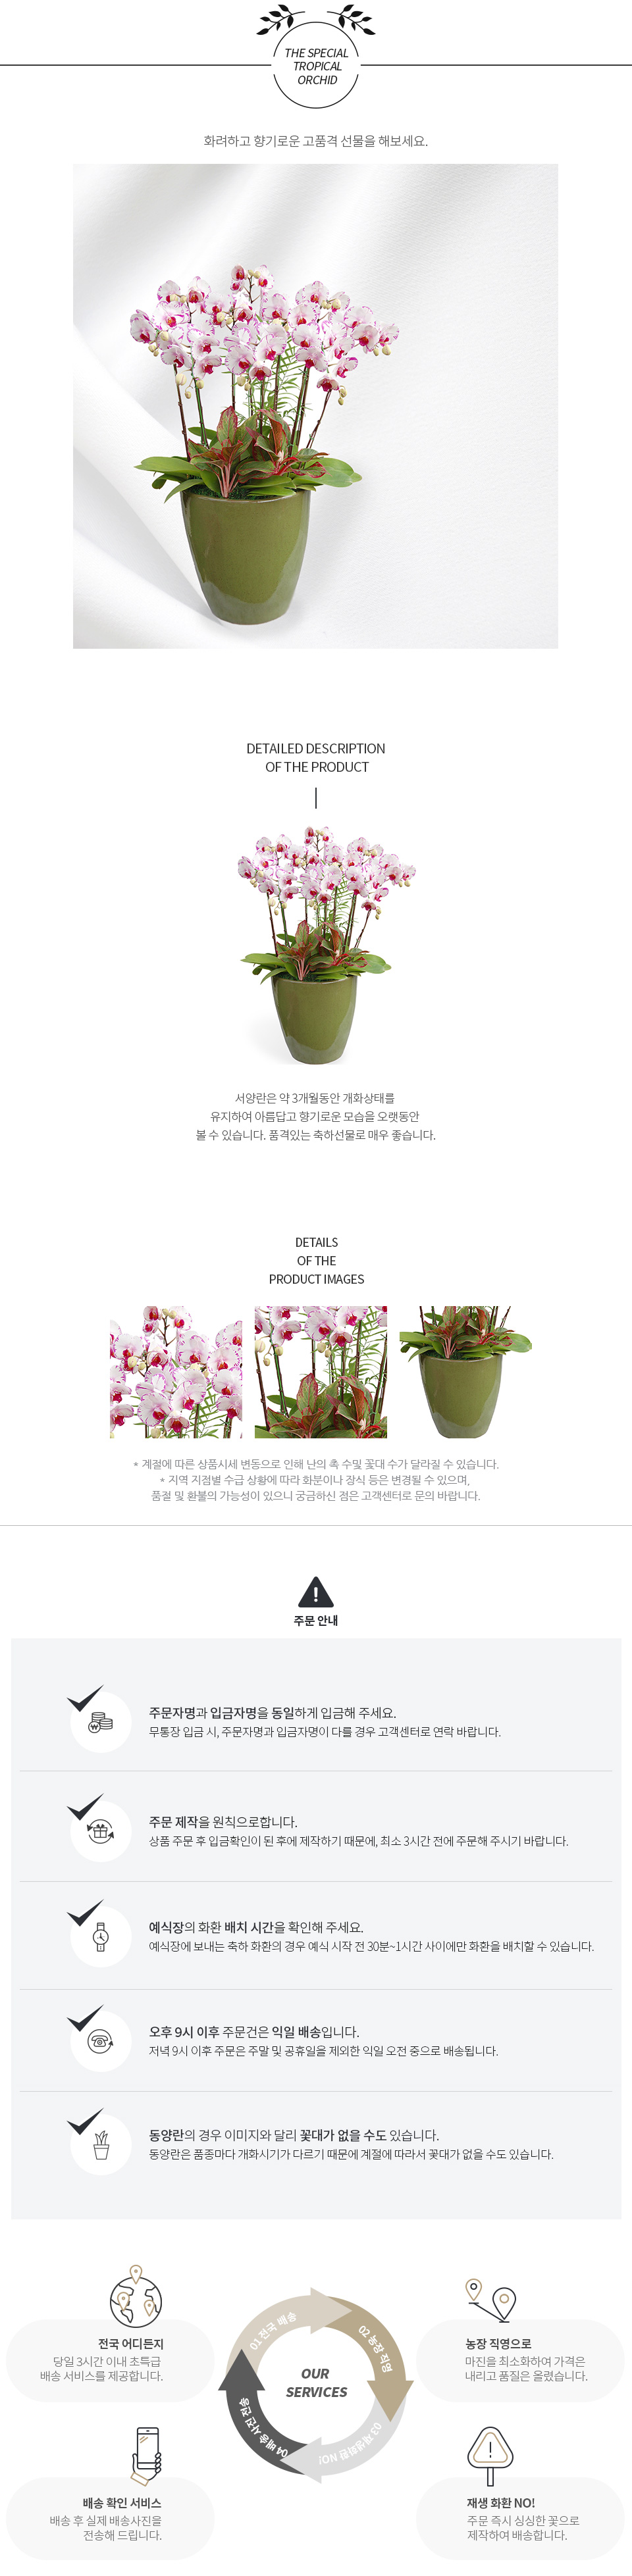 THE SPECIAL
TROPICAL
ORCHID
화려하고 향기로운 고품격 선물을 해보세요.
DETAILED DESCRIPTION
OF THE PRODUCT
서양란은 약 3개월동안 개화상태를
유지하여 아름답고 향기로운 모습을 오랫동안
볼 수 있습니다. 품격있는 축하선물로 매우 좋습니다.
DETAILS
OF THE
PRODUCT IMAGES
* 계절에 따른 상품시세 변동으로 인해 난의 촉 수및 꽃대 수가 달라질 수 있습니다.
* 지역 지점별 수급 상황에 따라 화분이나 장식 등은 변경될 수 있으며,
품절 및 환불의 가능성이 있으니 궁금하신 점은 고객센터로 문의 바랍니다.
주문 안내
주문자명과 입금자명을 동일하게 입금해 주세요.
무통장 입금 시, 주문자명과 입금자명이 다를 경우 고객센터로 연락 바랍니다.
주문 제작을 원칙으로합니다.
상품 주문 후 입금확인이 된 후에 제작하기 때문에, 최소 3시간 전에 주문해 주시기 바랍니다.
예식장의 화환 배치 시간을 확인해 주세요.
예식장에 보내는 축하 화환의 경우 예식 시작 전 30분~1시간 사이에만 화환을 배치할 수 있습니다.
오후 9시 이후 주문건은 익일 배송입니다.
저녁 9시 이후 주문은 주말 및 공휴일을 제외한 익일 오전 중으로 배송됩니다.
동양란의 경우 이미지와 달리 꽃대가 없을 수도 있습니다.
동양란은 품종마다 개화시기가 다르기 때문에 계절에 따라서 꽃대가 없을 수도 있습니다.
전국 어디든지
당일 3시간 이내 초특급
배송 서비스를 제공합니다.
01 전국 배송
02 농장 직영
OUR
SERVICES
03 재생화환 NO!
04 배송 사진 전송
농장 직영으로
마진을 최소화하여 가격은
내리고 품질은 올렸습니다.
배송 확인 서비스
배송 후 실제 배송사진을
전송해 드립니다.
재생 화환 NO!
주문 즉시 싱싱한 꽃으로
제작하여 배송합니다.